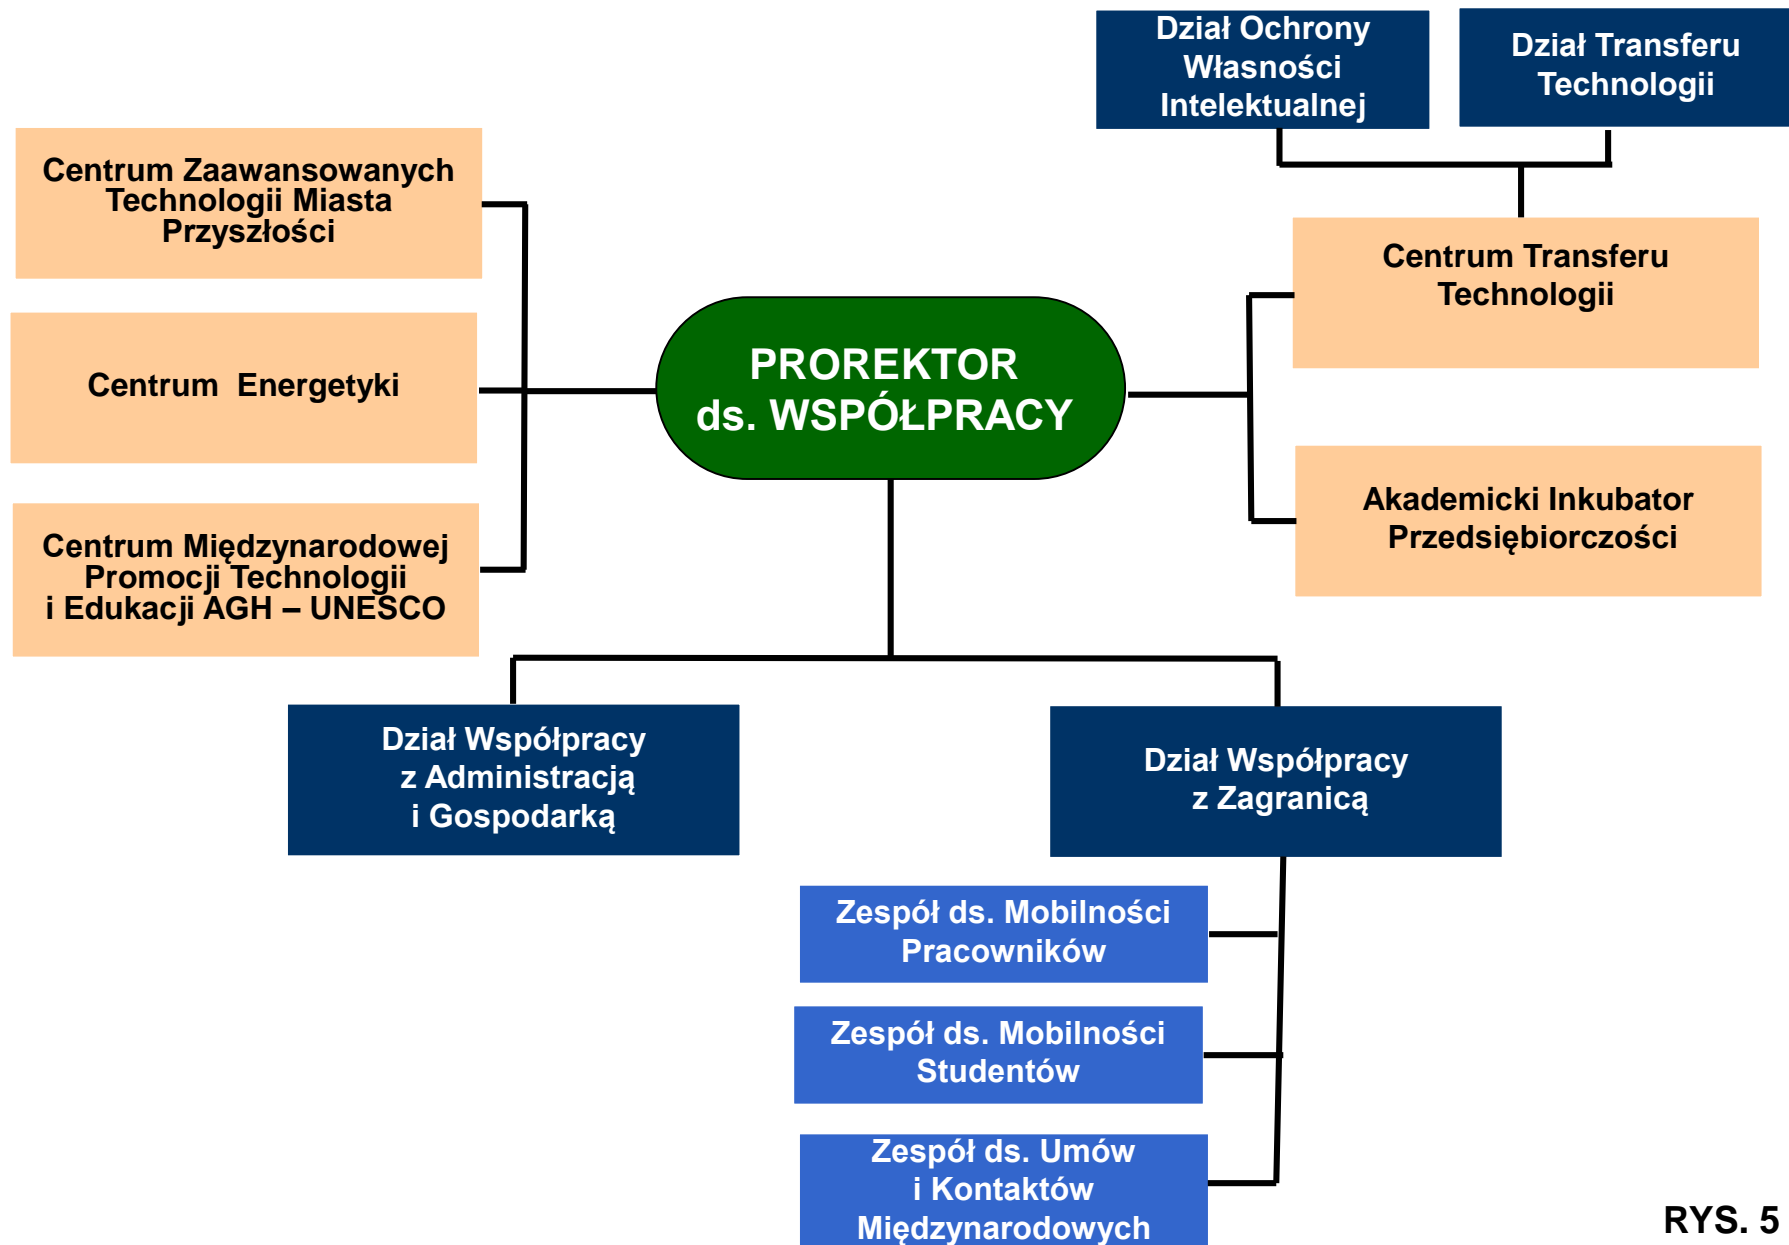 Dział Ochrony
Własności
Intelektualnej
Dział Transferu
Technologii
Centrum Zaawansowanych
Technologii Miasta
Przyszłości
Centrum Transferu
Technologii
Centrum Energetyki
PROREKTOR
ds. WSPÓŁPRACY
Akademicki Inkubator
Przedsiębiorczości
Centrum Międzynarodowej
Promocji Technologii
i Edukacji AGH – UNESCO
Dział Współpracy
z Administracją
i Gospodarką
Dział Współpracy
z Zagranicą
Zespół ds. Mobilności
Pracowników
Zespół ds. Mobilności
Studentów
Zespół ds. Umów
i Kontaktów
Międzynarodowych
RYS. 5